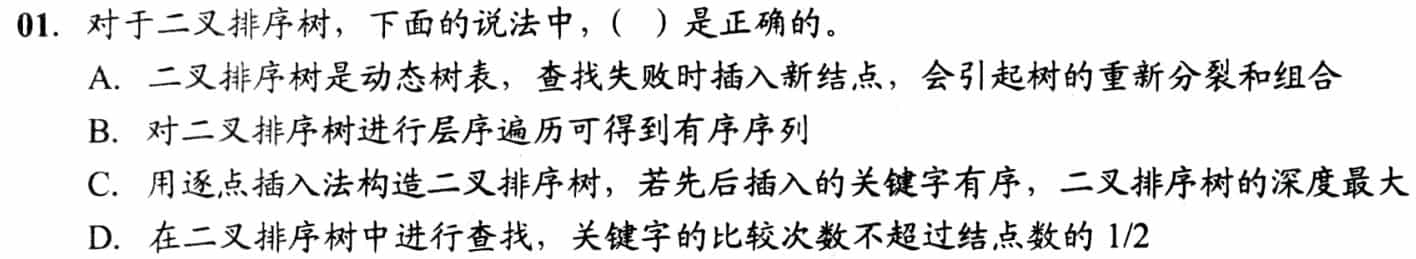 01. 对于二叉排序树，下面的说法中，（ ）是正确的。
A. 二叉排序树是动态树表，查找失败时插入新结点，会引起树的重新分裂和组合
B. 对二叉排序树进行层序遍历可得到有序序列
C. 用逐点插入法构造二叉排序树，若先后插入的关键字有序，二叉排序树的深度最大
D. 在二叉排序树中进行查找，关键字的比较次数不超过结点数的 1/2